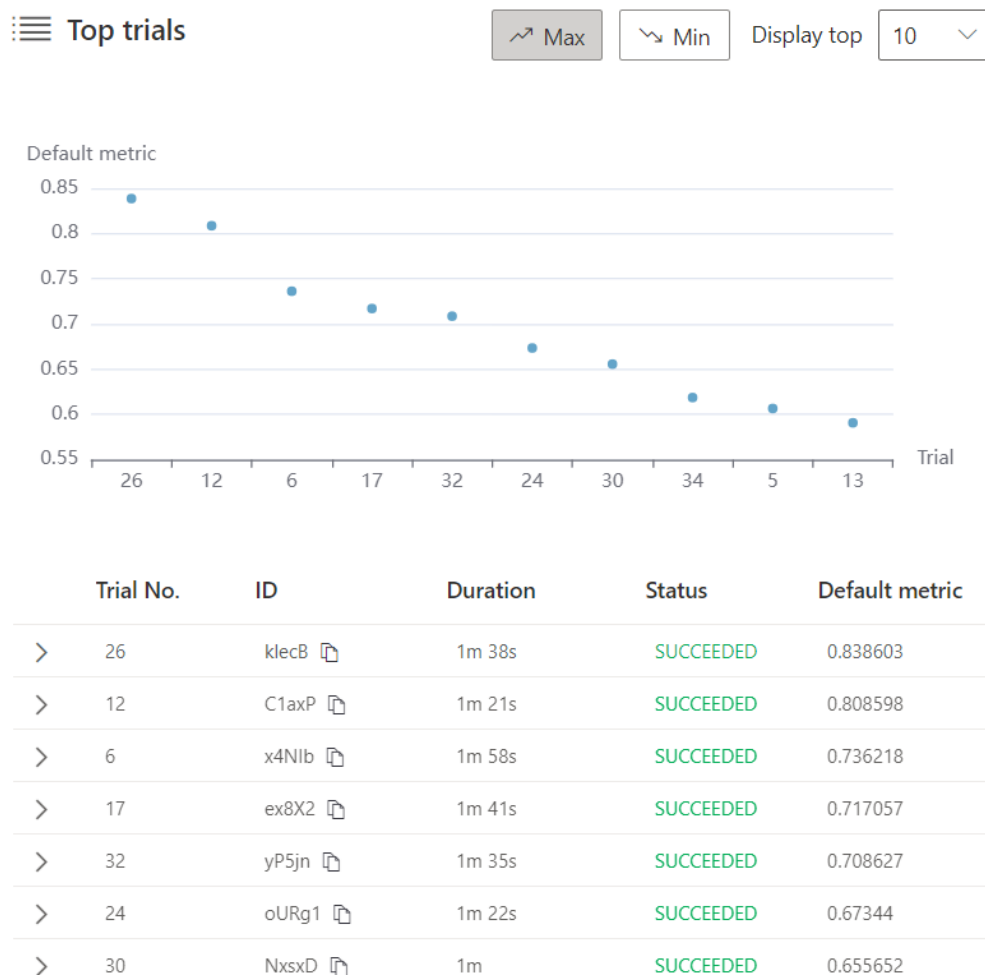 Top trials Max Min Display top 10
Default metric
0.85
0.8
0.75
0.7
0.65
0.6
0.55 Trial
26 12 6 17 32 24 30 34 5 13
Trial No. ID Duration Status Default metric
26 klecB 1m 38s SUCCEEDED 0.838603
12 C1axP 1m 21s SUCCEEDED 0.808598
6 x4NIb 1m 58s SUCCEEDED 0.736218
17 ex8X2 1m 41s SUCCEEDED 0.717057
32 yP5jn 1m 35s SUCCEEDED 0.708627
24 oURg1 1m 22s SUCCEEDED 0.67344
30 NxsxD 1m SUCCEEDED 0.655652